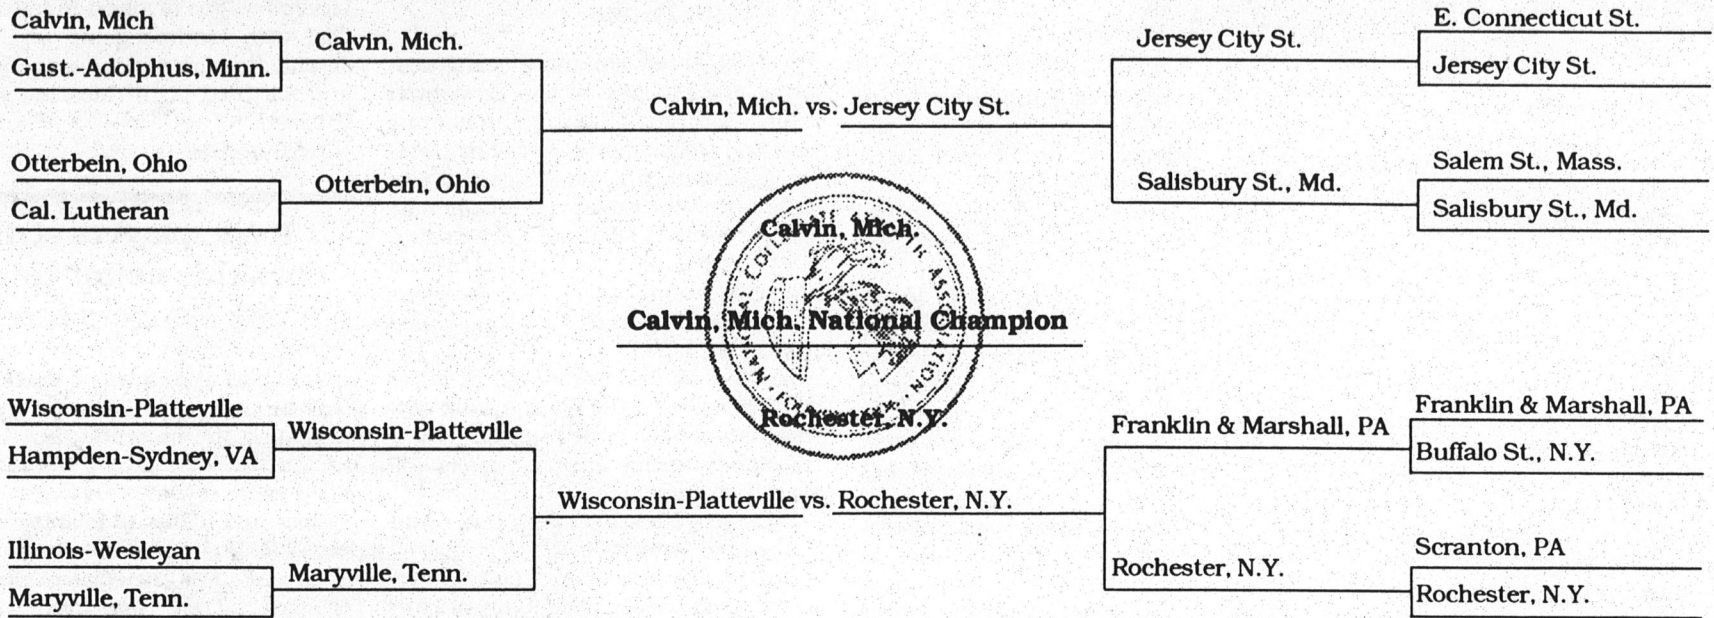 Calvin, Mich
Gust.-Adolphus, Minn.
Calvin, Mich.
Otterbein, Ohio
Cal. Lutheran
Otterbein, Ohio
Calvin, Mich. vs. Jersey City St.
Jersey City St.
E. Connecticut St.
Jersey City St.
Salisbury St., Md.
Salem St., Mass.
Salisbury St., Md.
Calvin, Mich.
Calvin, Mich. National Champion
Rochester, N.Y.
ASSOCIATION
Wisconsin-Platteville
Hampden-Sydney, VA
Wisconsin-Platteville
Illinois-Wesleyan
Maryville, Tenn.
Maryville, Tenn.
Wisconsin-Platteville vs. Rochester, N.Y.
Franklin & Marshall, PA
Franklin & Marshall, PA
Buffalo St., N.Y.
Rochester, N.Y.
Scranton, PA
Rochester, N.Y.